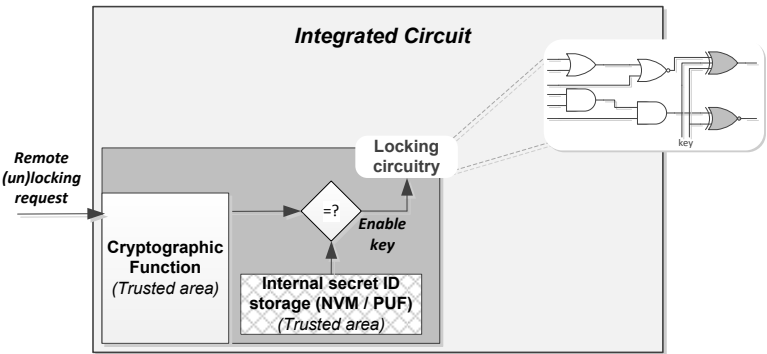 Integrated Circuit
key
Locking
circuitry
Remote
(un)locking
request
=?
Enable
key
Cryptographic
Function
(Trusted area)
Internal secret ID
storage (NVM / PUF)
(Trusted area)